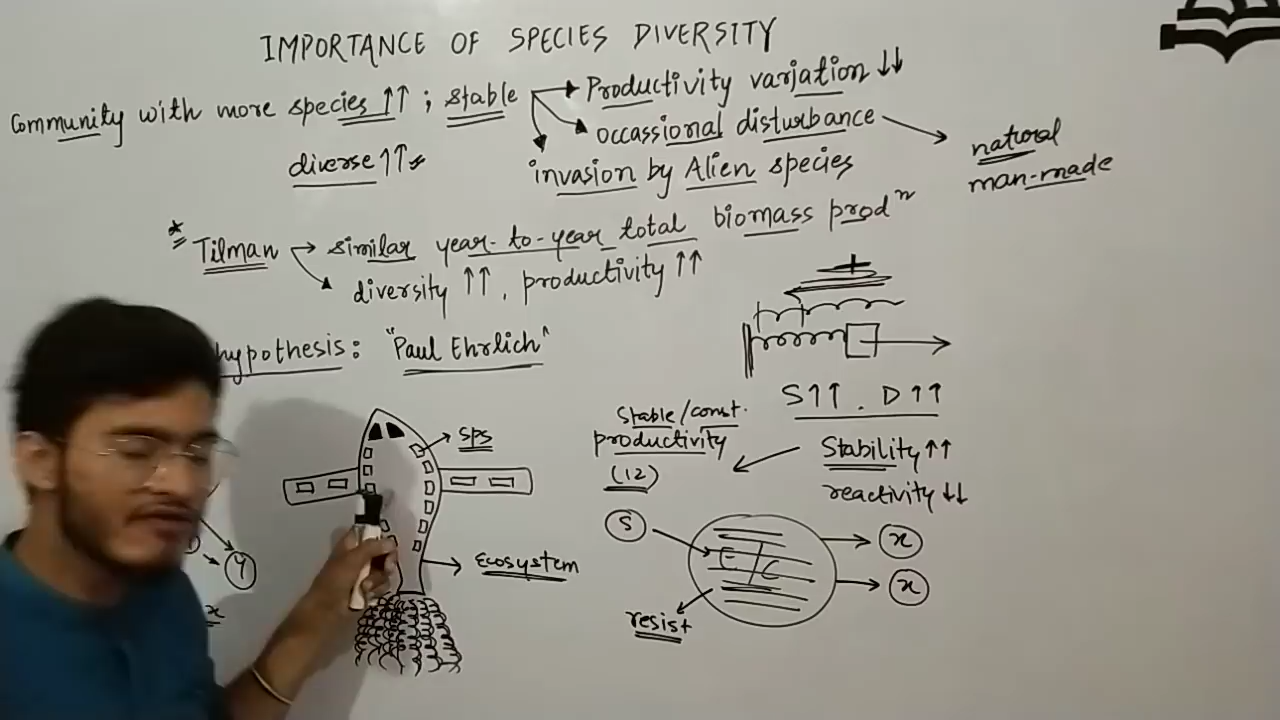 IMPORTANCE OF SPECIES DIVERSITY
Community with more species ↑↑ ; stable → Productivity variation ↓↓
diverse ↑↑
occassional disturbance →
natural
man-made
invasion by Alien species
* Tilman → similar year-to-year total biomass prodⁿ
diversity ↑↑, productivity ↑↑
hypothesis: "Paul Ehrlich"
S↑↑ . D↑↑
Stability ↑↑
reactivity ↓↓
Stable/const.
productivity
(12)
sps
Ecosystem
S
E
C
x
x
resist
y
x